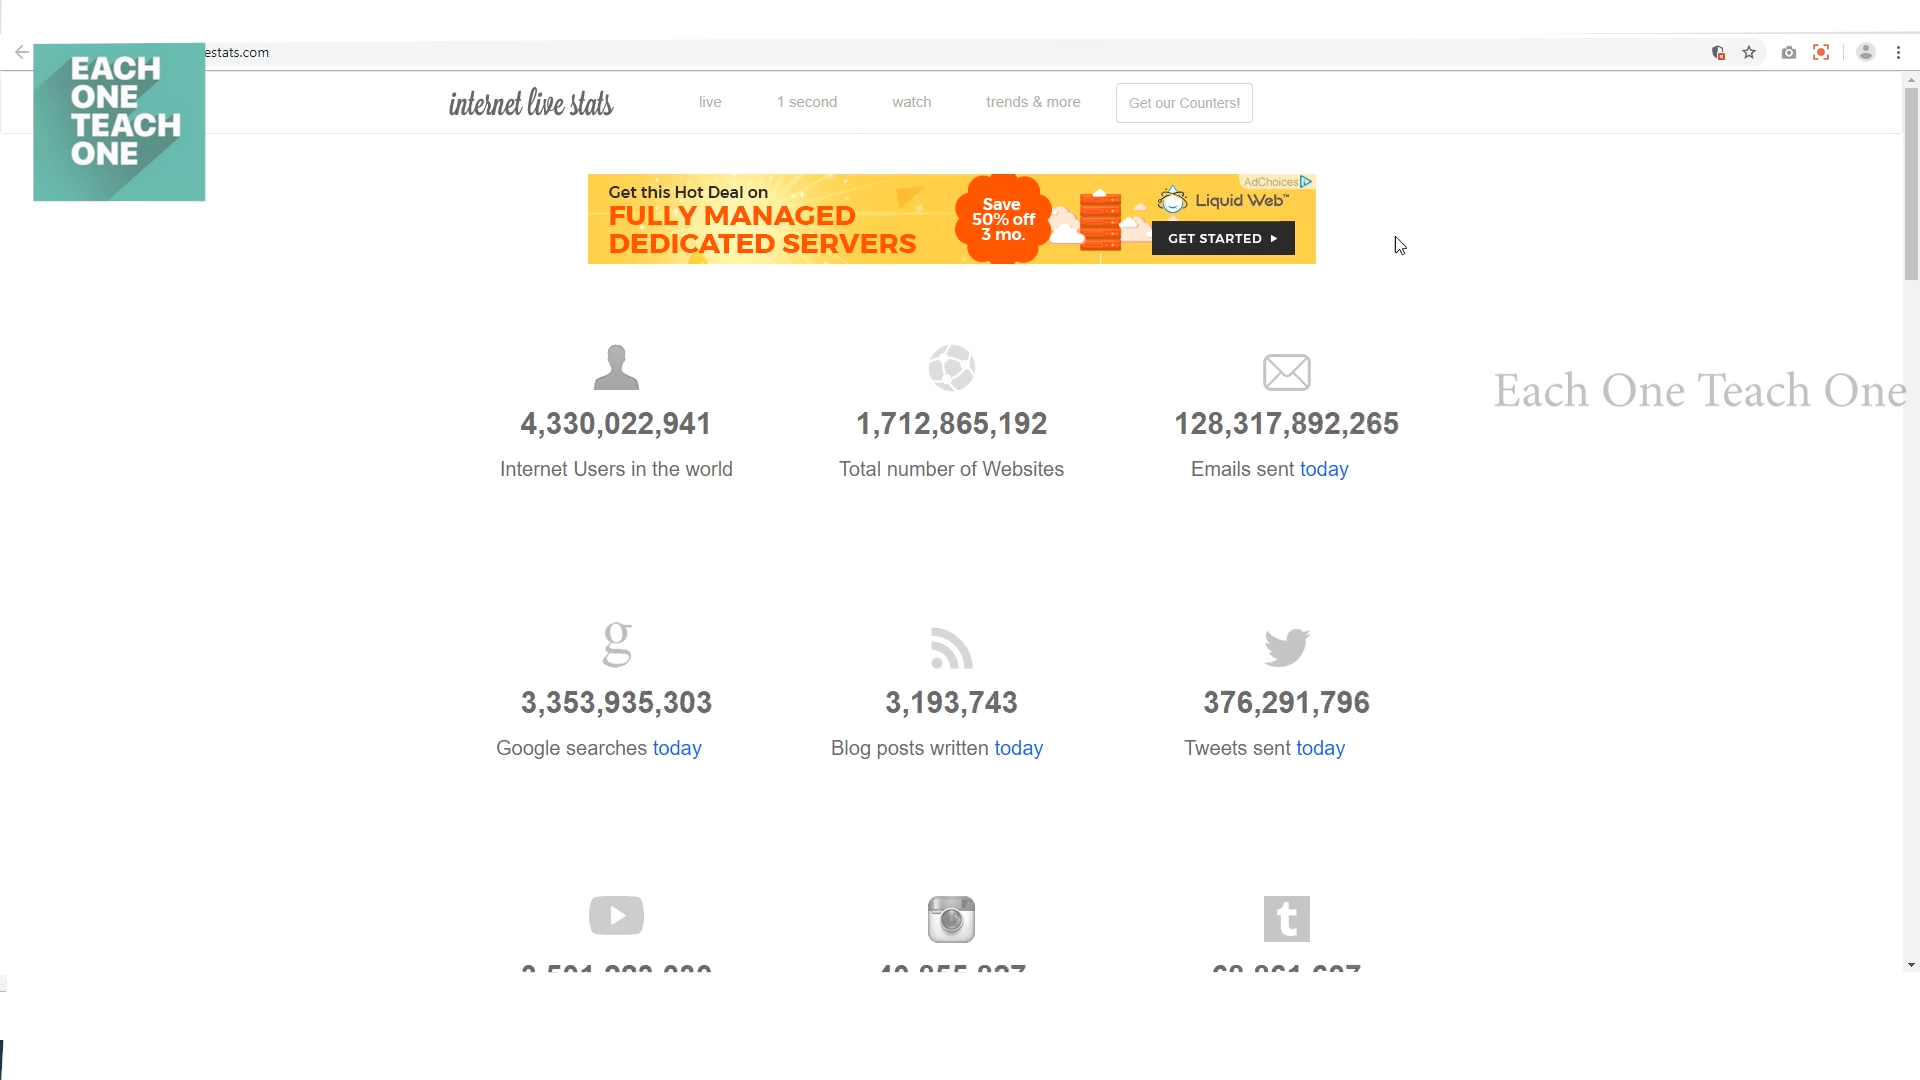 EACH
ONE
TEACH
ONE
estats.com
internet live stats
live
1 second
watch
trends & more
Get our Counters!
Get this Hot Deal on
FULLY MANAGED
DEDICATED SERVERS
Save
50% off
3 mo.
AdChoices
Liquid Web™
GET STARTED
Each One Teach One
4,330,022,941
Internet Users in the world
1,712,865,192
Total number of Websites
128,317,892,265
Emails sent today
g
3,353,935,303
Google searches today
3,193,743
Blog posts written today
376,291,796
Tweets sent today
t